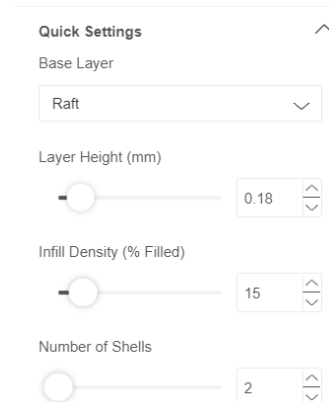 Quick Settings
Base Layer
Raft
Layer Height (mm)
0.18
Infill Density (% Filled)
15
Number of Shells
2